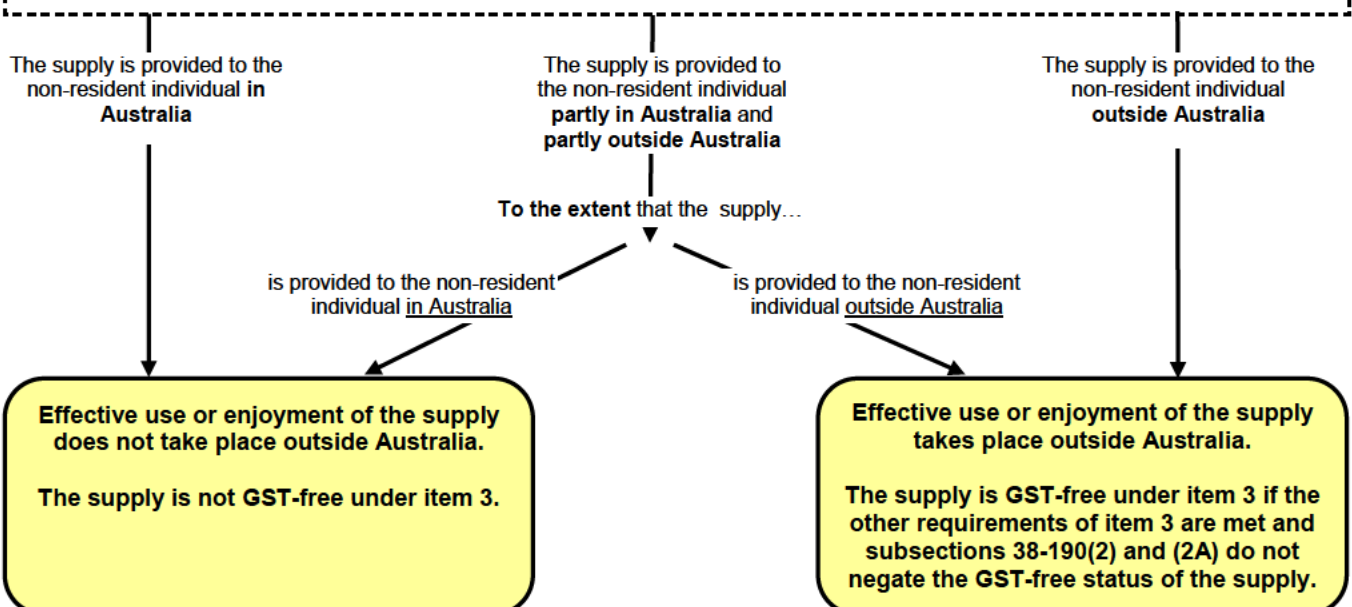 The supply is provided to the
non-resident individual in
Australia
The supply is provided to
the non-resident individual
partly in Australia and
partly outside Australia
The supply is provided to the
non-resident individual
outside Australia
To the extent that the supply…
is provided to the non-resident
individual in Australia
is provided to the non-resident
individual outside Australia
Effective use or enjoyment of the supply
does not take place outside Australia.
The supply is not GST-free under item 3.
Effective use or enjoyment of the supply
takes place outside Australia.
The supply is GST-free under item 3 if the
other requirements of item 3 are met and
subsections 38-190(2) and (2A) do not
negate the GST-free status of the supply.